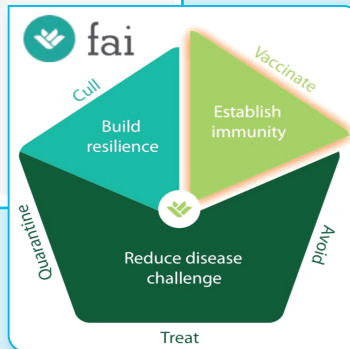 fai
Cull
Vaccinate
Build
resilience
Establish
immunity
Quarantine
Avoid
Reduce disease
challenge
Treat